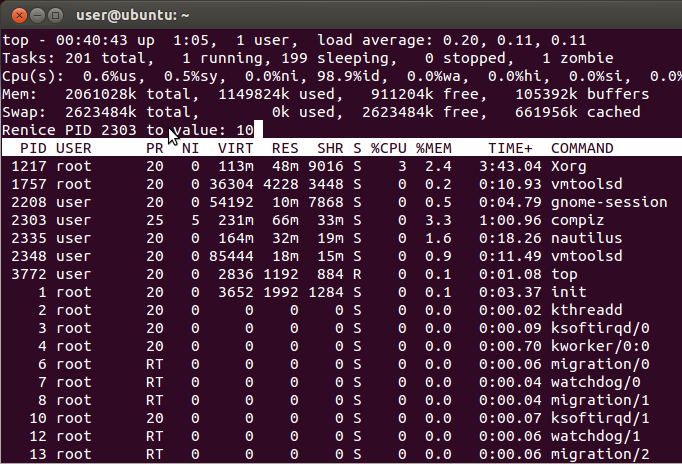 user@ubuntu: ~
top - 00:40:43 up  1:05,  1 user,  load average: 0.20, 0.11, 0.11
Tasks: 201 total,   1 running, 199 sleeping,   0 stopped,   1 zombie
Cpu(s):  0.6%us,  0.5%sy,  0.0%ni, 98.9%id,  0.0%wa,  0.0%hi,  0.0%si,  0.0%
Mem:   2061028k total,  1149824k used,   911204k free,   105392k buffers
Swap:  2623484k total,        0k used,  2623484k free,   661956k cached
Renice PID 2303 to value: 10
  PID USER      PR  NI  VIRT  RES  SHR S %CPU %MEM    TIME+  COMMAND
 1217 root      20   0  113m  48m 9016 S    3  2.4   3:43.04 Xorg
 1757 root      20   0 36304 4228 3448 S    0  0.2   0:10.93 vmtoolsd
 2208 user      20   0 54192  10m 7868 S    0  0.5   0:04.79 gnome-session
 2303 user      25   5  231m  66m  33m S    0  3.3   1:00.96 compiz
 2335 user      20   0  164m  32m  19m S    0  1.6   0:18.26 nautilus
 2348 user      20   0 85444  18m  15m S    0  0.9   0:11.49 vmtoolsd
 3772 user      20   0  2836 1192  884 R    0  0.1   0:01.08 top
    1 root      20   0  3652 1992 1284 S    0  0.1   0:03.37 init
    2 root      20   0     0    0    0 S    0  0.0   0:00.02 kthreadd
    3 root      20   0     0    0    0 S    0  0.0   0:00.09 ksoftirqd/0
    4 root      20   0     0    0    0 S    0  0.0   0:00.70 kworker/0:0
    6 root      RT   0     0    0    0 S    0  0.0   0:00.06 migration/0
    7 root      RT   0     0    0    0 S    0  0.0   0:00.04 watchdog/0
    8 root      RT   0     0    0    0 S    0  0.0   0:00.04 migration/1
   10 root      20   0     0    0    0 S    0  0.0   0:00.07 ksoftirqd/1
   12 root      RT   0     0    0    0 S    0  0.0   0:00.06 watchdog/1
   13 root      RT   0     0    0    0 S    0  0.0   0:00.06 migration/2